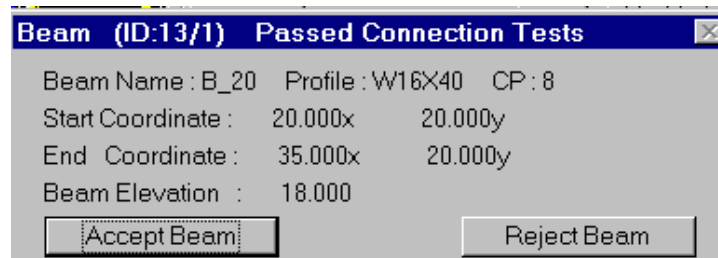 Beam (ID:13/1) Passed Connection Tests
Beam Name : B_20 Profile : W16X40 CP : 8
Start Coordinate : 20.000x 20.000y
End Coordinate : 35.000x 20.000y
Beam Elevation : 18.000
Accept Beam Reject Beam